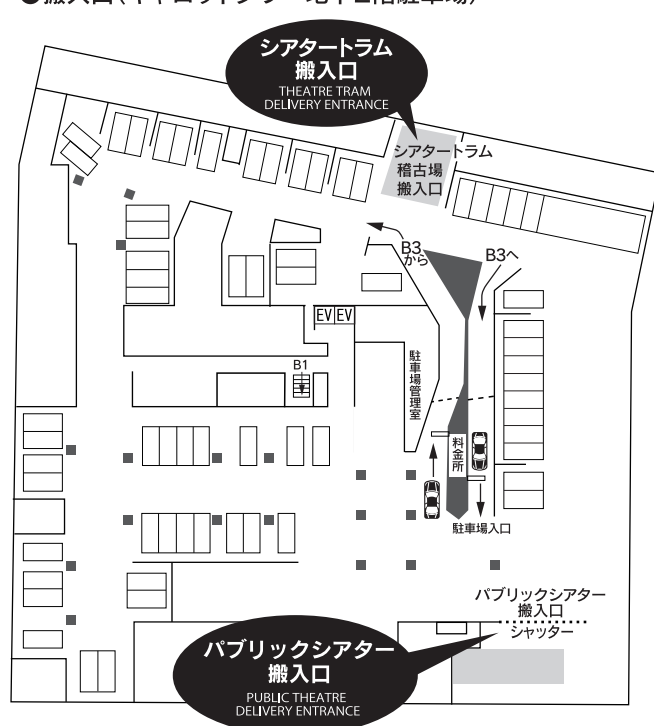 ●搬入口(キャロットタワー地下2階駐車場)
シアタートラム
搬入口
THEATRE TRAM
DELIVERY ENTRANCE
シアタートラム
稽古場
搬入口
B3
から
B3へ
EV EV
B1
駐車場管理室
料金所
駐車場入口
パブリックシアター
搬入口
シャッター
パブリックシアター
搬入口
PUBLIC THEATRE
DELIVERY ENTRANCE